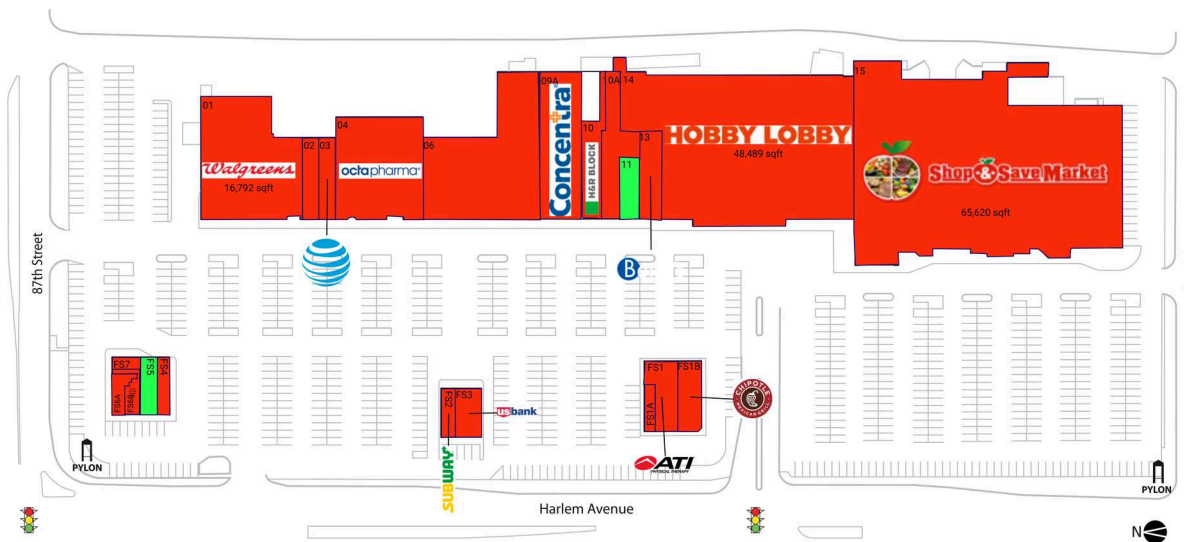 01
Walgreens
16,792 sqft
02
03
04
octapharma
06
09A
Concentra
10
H&R BLOCK
10A
14
11
13
HOBBY LOBBY
48,489 sqft
15
Shop & Save Market
65,620 sqft
B
87th Street
FS7
FS6A
FS6B
FS5
FS4
FS2
FS3
usbank
SUBWAY
FS1
FS1A
FS1B
CHIPOTLE
MEXICAN GRILL
ATI
PHYSICAL THERAPY
PYLON
PYLON
Harlem Avenue
N